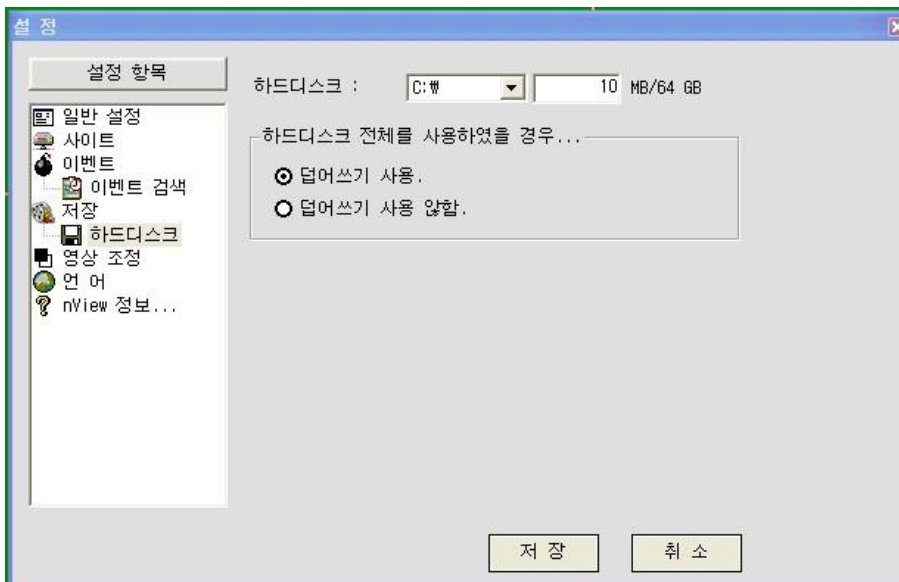 설 정
설정 항목
일반 설정
사이트
이벤트
이벤트 검색
저장
하드디스크
영상 조정
언 어
nView 정보...
하드디스크 : C:₩ 10 MB/64 GB
하드디스크 전체를 사용하였을 경우...
덮어쓰기 사용.
덮어쓰기 사용 않함.
저 장 취 소